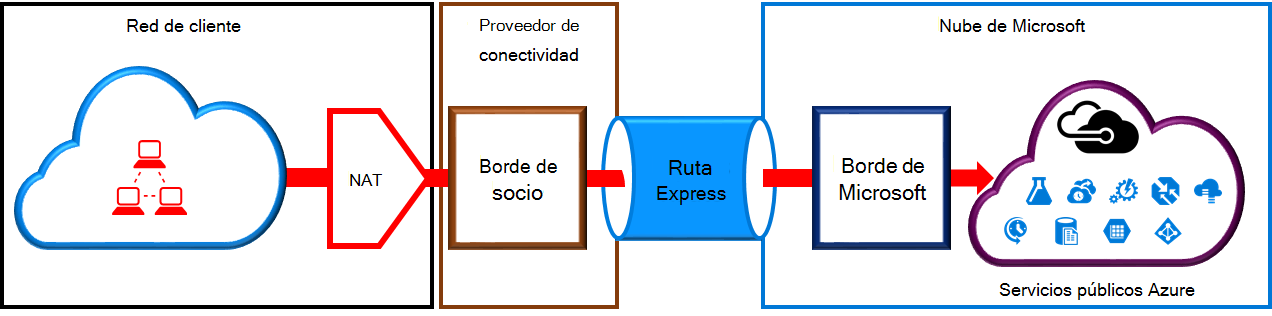 Red de cliente
Proveedor de
conectividad
Nube de Microsoft
NAT
Borde de
socio
Ruta
Express
Borde de
Microsoft
Servicios públicos Azure